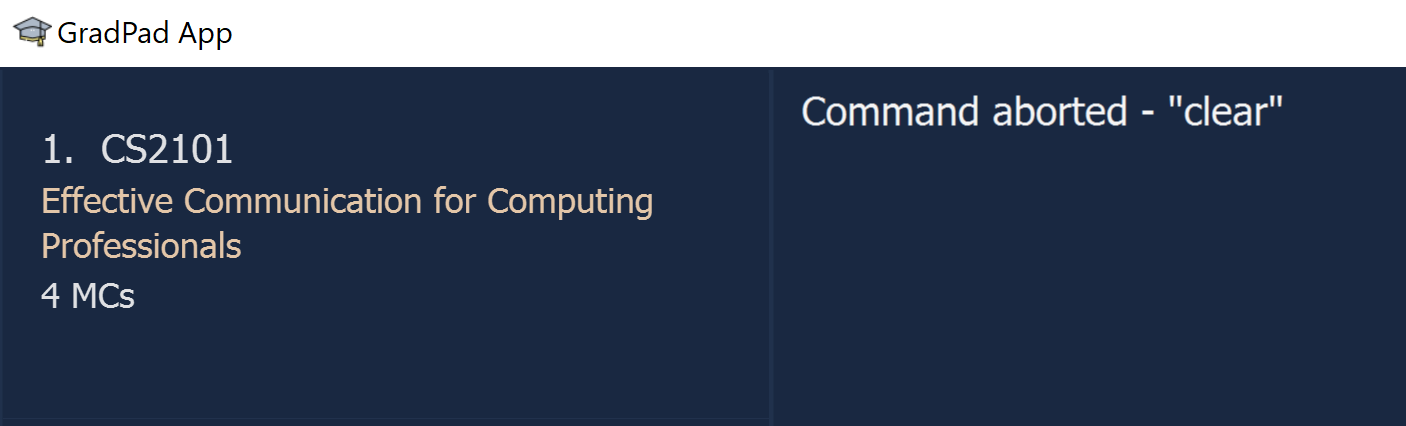 GradPad App
1. CS2101
Effective Communication for Computing
Professionals
4 MCs
Command aborted - "clear"